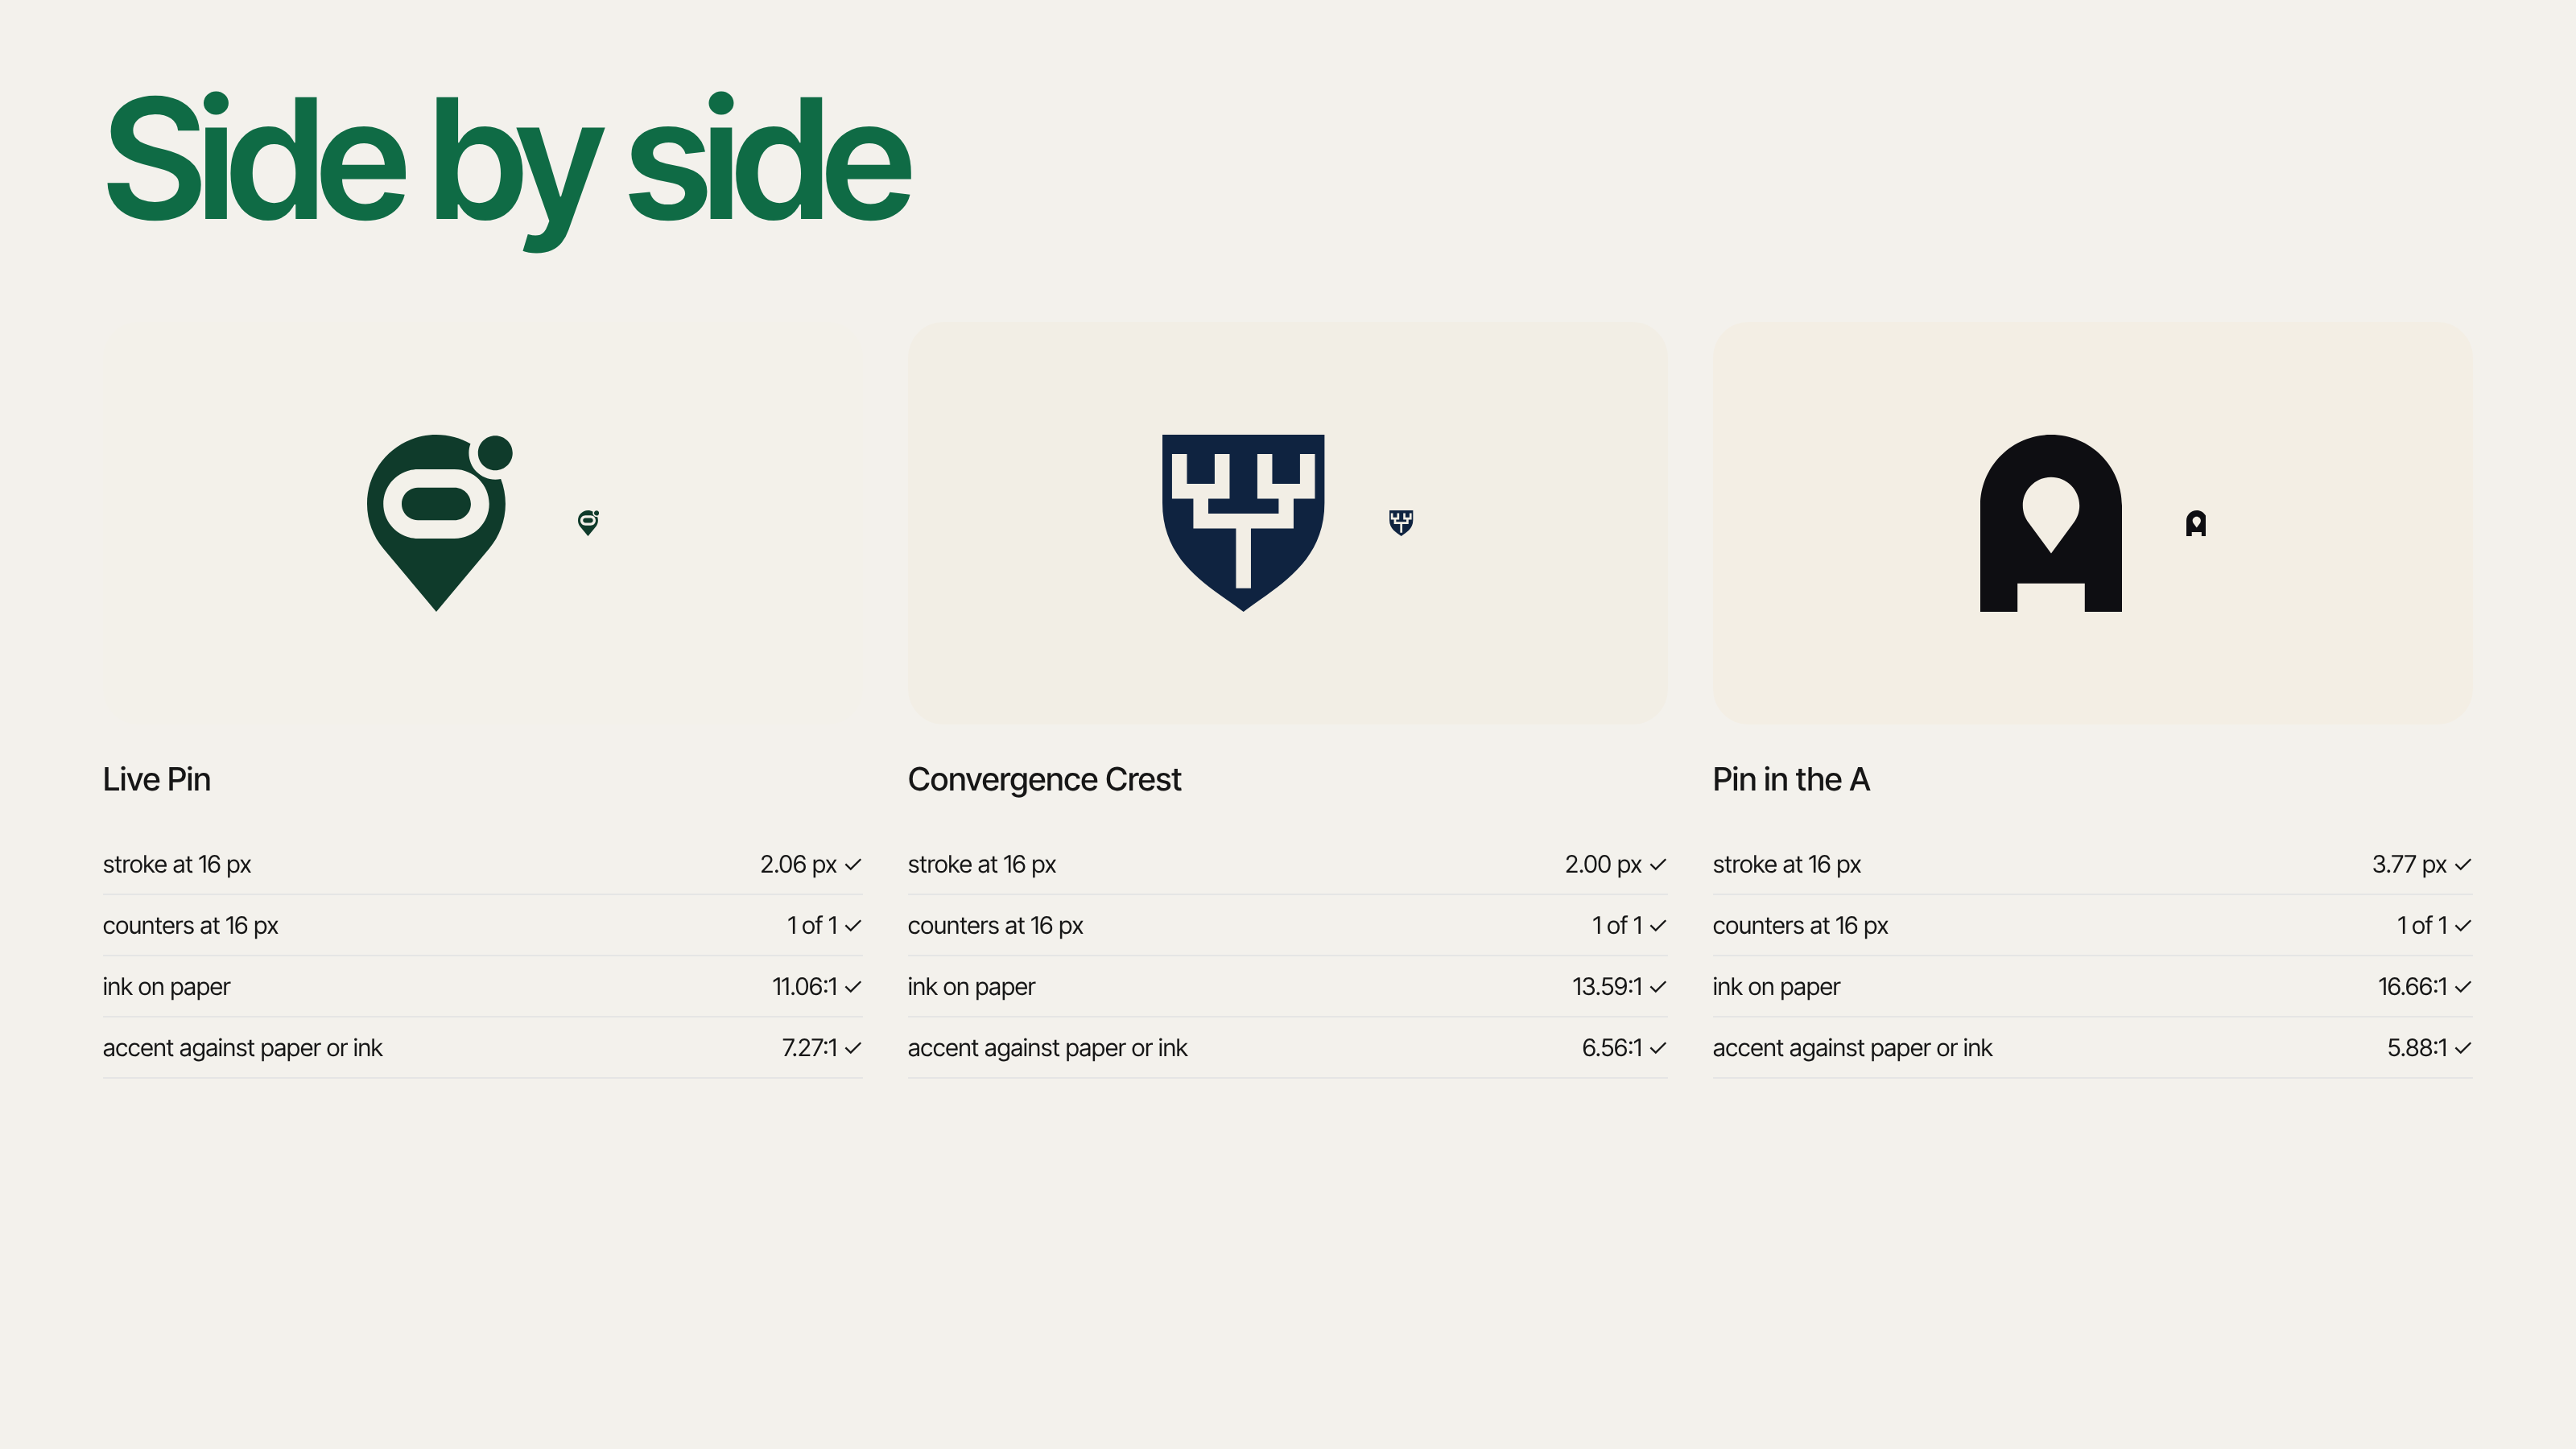 Side by side
Live Pin
stroke at 16 px 2.06 px ✓
counters at 16 px 1 of 1 ✓
ink on paper 11.06:1 ✓
accent against paper or ink 7.27:1 ✓
Convergence Crest
stroke at 16 px 2.00 px ✓
counters at 16 px 1 of 1 ✓
ink on paper 13.59:1 ✓
accent against paper or ink 6.56:1 ✓
Pin in the A
stroke at 16 px 3.77 px ✓
counters at 16 px 1 of 1 ✓
ink on paper 16.66:1 ✓
accent against paper or ink 5.88:1 ✓